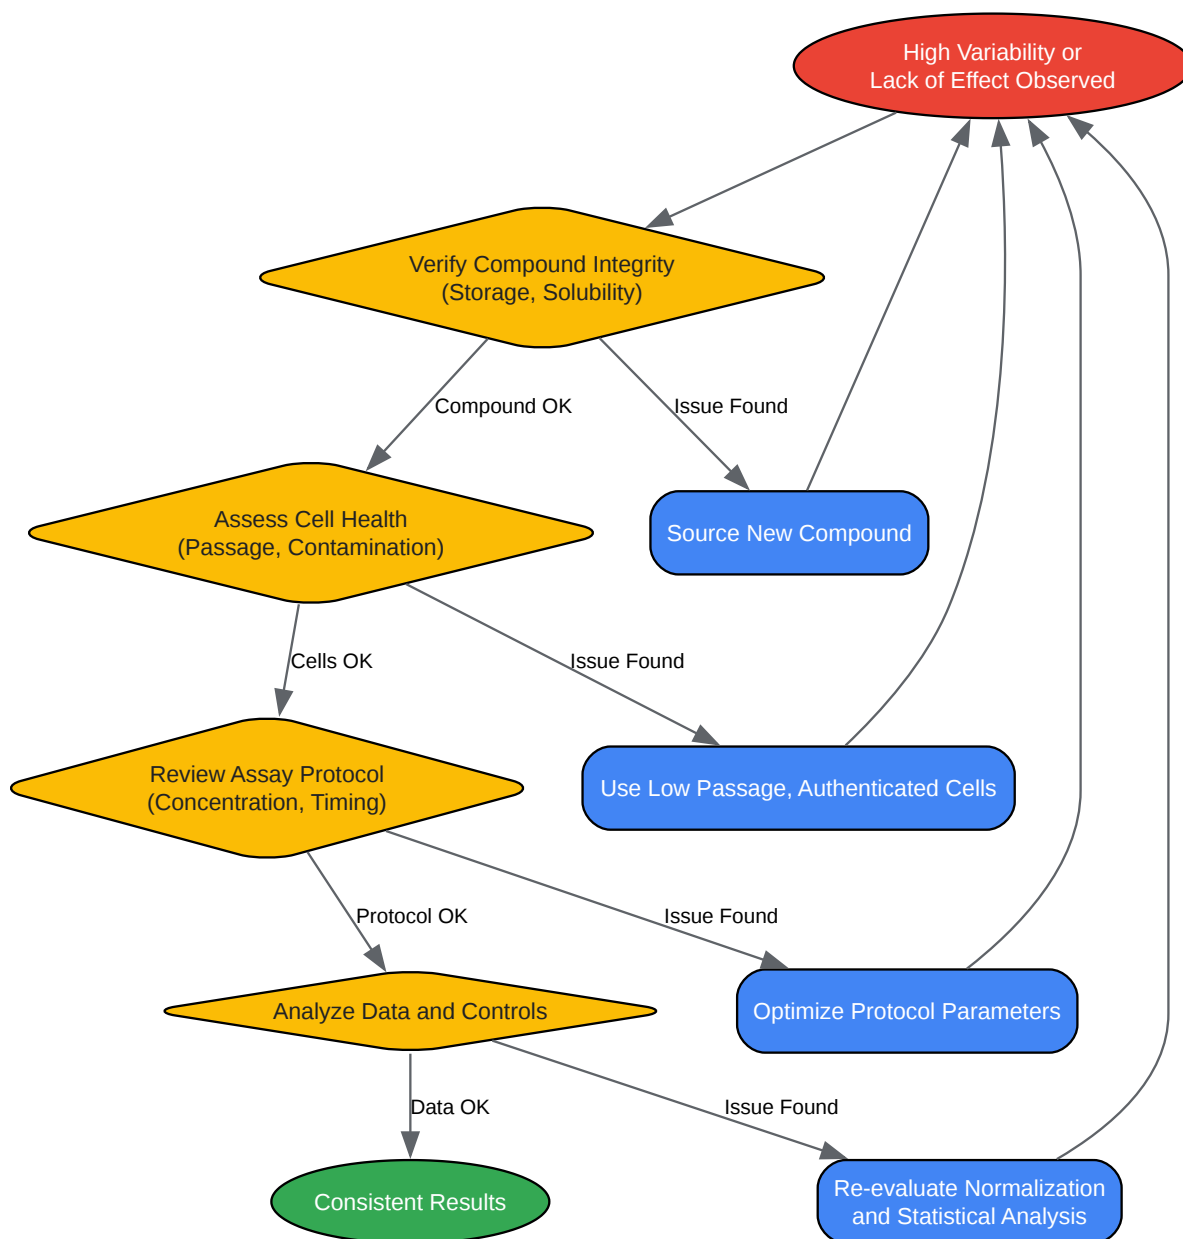 High Variability or
Lack of Effect Observed
Verify Compound Integrity
(Storage, Solubility)
Compound OK
Issue Found
Assess Cell Health
(Passage, Contamination)
Source New Compound
Cells OK
Issue Found
Review Assay Protocol
(Concentration, Timing)
Use Low Passage, Authenticated Cells
Protocol OK
Issue Found
Analyze Data and Controls
Optimize Protocol Parameters
Data OK
Issue Found
Consistent Results
Re-evaluate Normalization
and Statistical Analysis